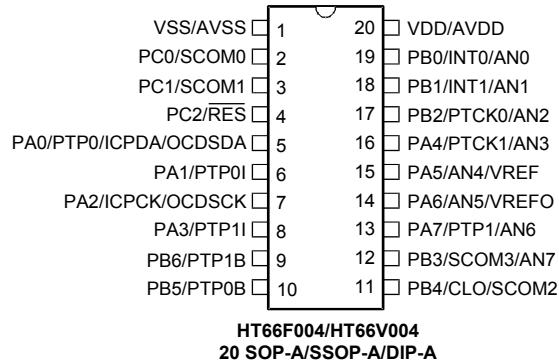 VSS/AVSS 1 20 VDD/AVDD
PC0/SCOM0 2 19 PB0/INT0/AN0
PC1/SCOM1 3 18 PB1/INT1/AN1
PC2/RES 4 17 PB2/PTCK0/AN2
PA0/PTP0/ICPDA/OCDSDA 5 16 PA4/PTCK1/AN3
PA1/PTP0I 6 15 PA5/AN4/VREF
PA2/ICPCK/OCDSCK 7 14 PA6/AN5/VREFO
PA3/PTP1I 8 13 PA7/PTP1/AN6
PB6/PTP1B 9 12 PB3/SCOM3/AN7
PB5/PTP0B 10 11 PB4/CLO/SCOM2
HT66F004/HT66V004
20 SOP-A/SSOP-A/DIP-A